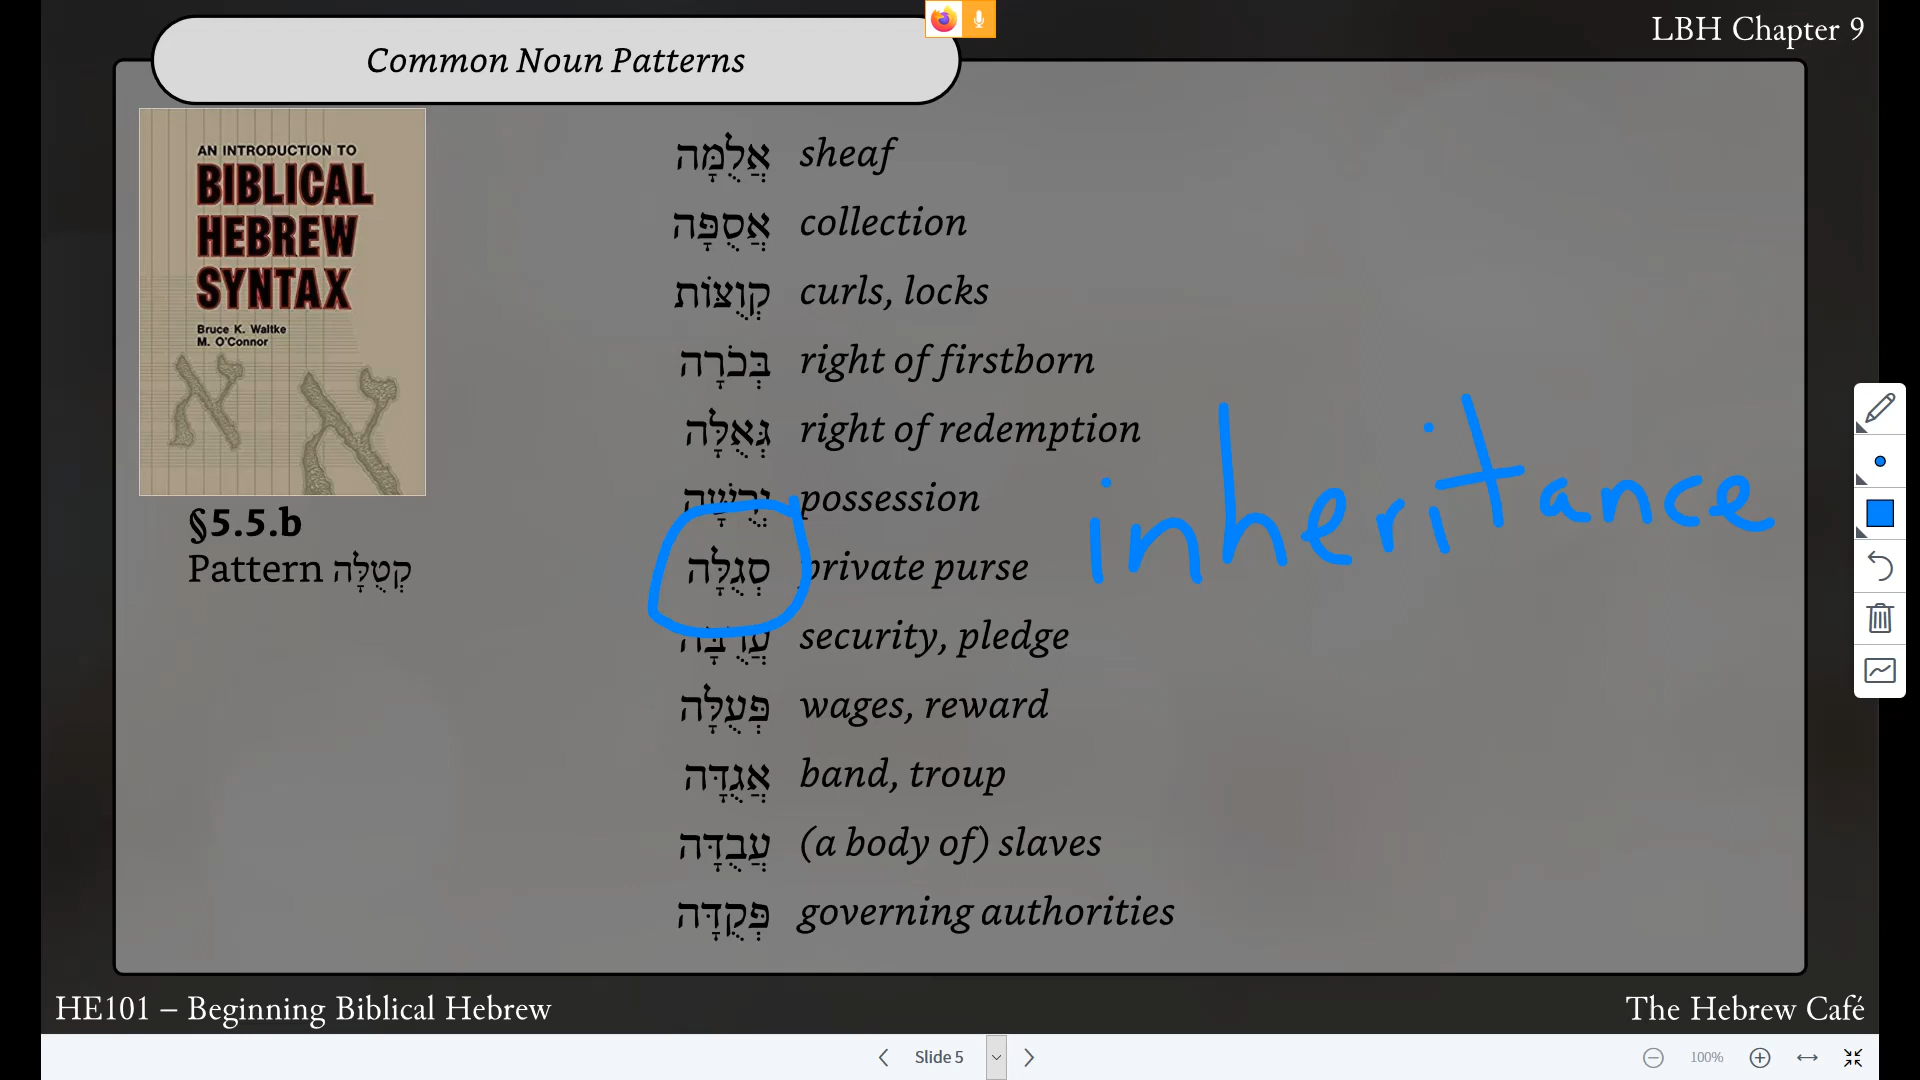 Common Noun Patterns
LBH Chapter 9
AN INTRODUCTION TO
BIBLICAL
HEBREW
SYNTAX
Bruce K. Waltke
M. O'Connor
א א
§5.5.b
Pattern קְטֻלָּה
אֲלֻמָּה sheaf
אֲסֻפָּה collection
קְוֻצּוֹת curls, locks
בְּכֹרָה right of firstborn
גְּאֻלָּה right of redemption
יְרֻשָּׁה possession
סְגֻלָּה private purse
עֲרֻבָּה security, pledge
פְּעֻלָּה wages, reward
אֲגֻדָּה band, troup
עֲבֻדָּה (a body of) slaves
פְּקֻדָּה governing authorities
inheritance
HE101 – Beginning Biblical Hebrew
The Hebrew Café
Slide 5
100%